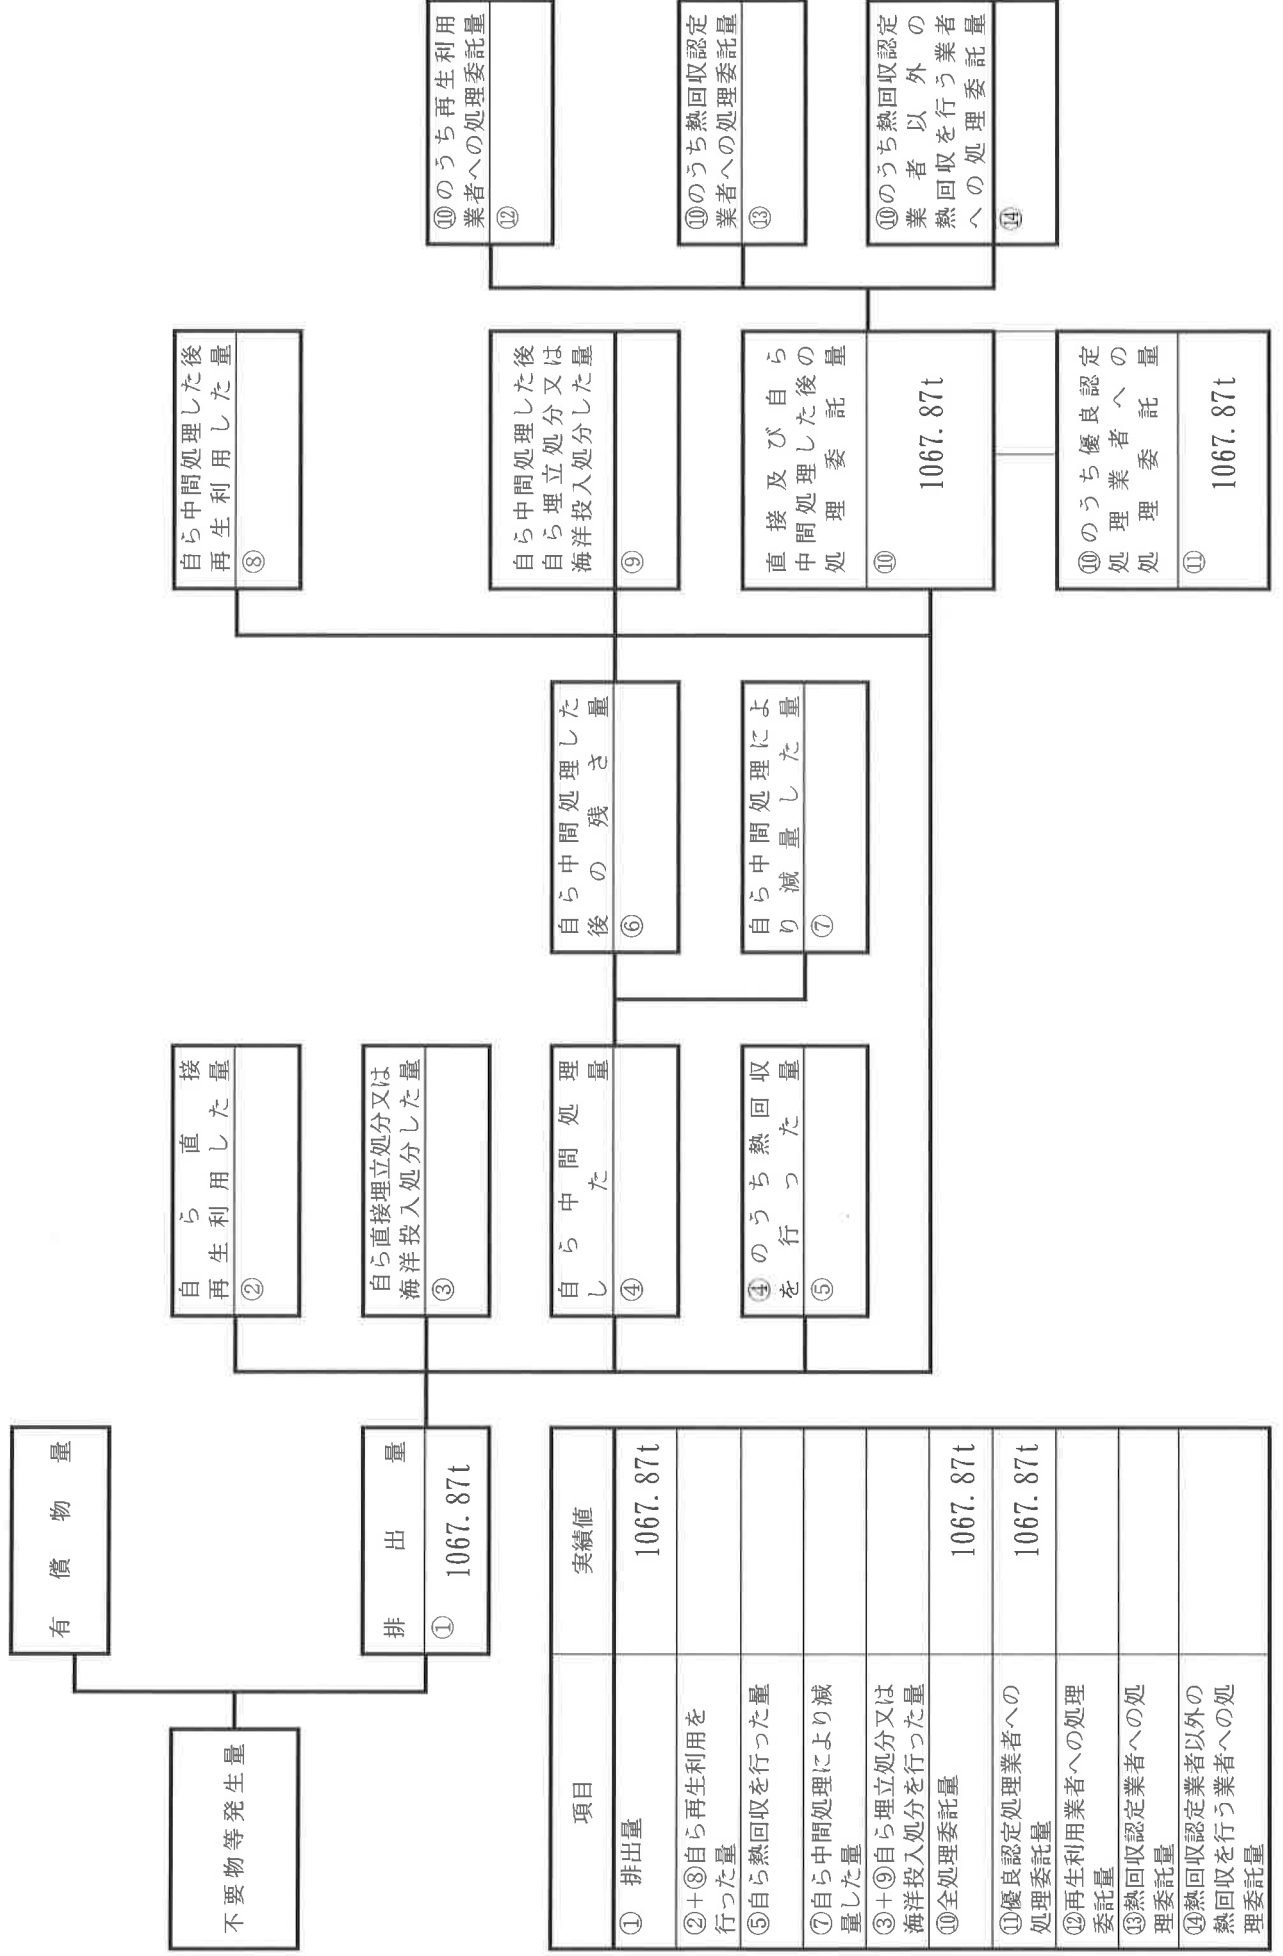 不要物等発生量
有償物量
排出量
①
1067.87t
自ら直接
再生利用した量
②
自ら直接埋立処分又は
海洋投入処分した量
③
自ら中間処理
した量
④
④のうち熱回収
を行った量
⑤
自ら中間処理した
後の残さ量
⑥
自ら中間処理によ
り減量した量
⑦
自ら中間処理した後
再生利用した量
⑧
自ら中間処理した後
自ら埋立処分又は
海洋投入処分した量
⑨
直接及び自ら
中間処理した後の
処理委託量
⑩
1067.87t
⑩のうち優良認定
処理業者への
処理委託量
⑪
1067.87t
⑩のうち再生利用
業者への処理委託量
⑫
⑩のうち熱回収認定
業者への処理委託量
⑬
⑩のうち熱回収認定
業者以外の
熱回収を行う業者
への処理委託量
⑭
項目 実績値
①　排出量 1067.87t
②＋⑧自ら再生利用を
行った量
⑤自ら熱回収を行った量
⑦自ら中間処理により減
量した量
③＋⑨自ら埋立処分又は
海洋投入処分を行った量
⑩全処理委託量 1067.87t
⑪優良認定処理業者への
処理委託量 1067.87t
⑫再生利用業者への処理
委託量
⑬熱回収認定業者への処
理委託量
⑭熱回収認定業者以外の
熱回収を行う業者への処
理委託量